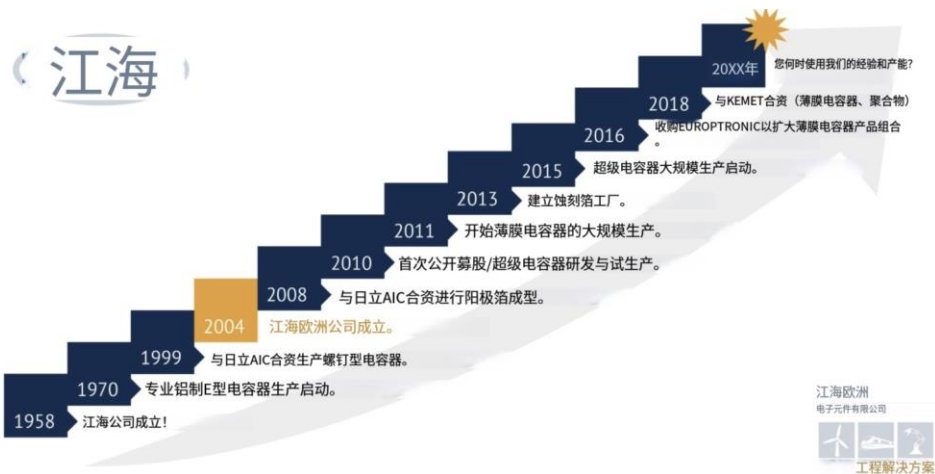 江海
20XX年 您何时使用我们的经验和产能?
2018 与KEMET合资（薄膜电容器、聚合物）
2016 收购EUROPTRONIC以扩大薄膜电容器产品组合
。
2015 超级电容器大规模生产启动。
2013 建立蚀刻箔工厂。
2011 开始薄膜电容器的大规模生产。
2010 首次公开募股/超级电容器研发与试生产。
2008 与日立AIC合资进行阳极箔成型。
2004 江海欧洲公司成立。
1999 与日立AIC合资生产螺钉型电容器。
1970 专业铝制E型电容器生产启动。
1958 江海公司成立！
江海欧洲
电子元件有限公司
工程解决方案